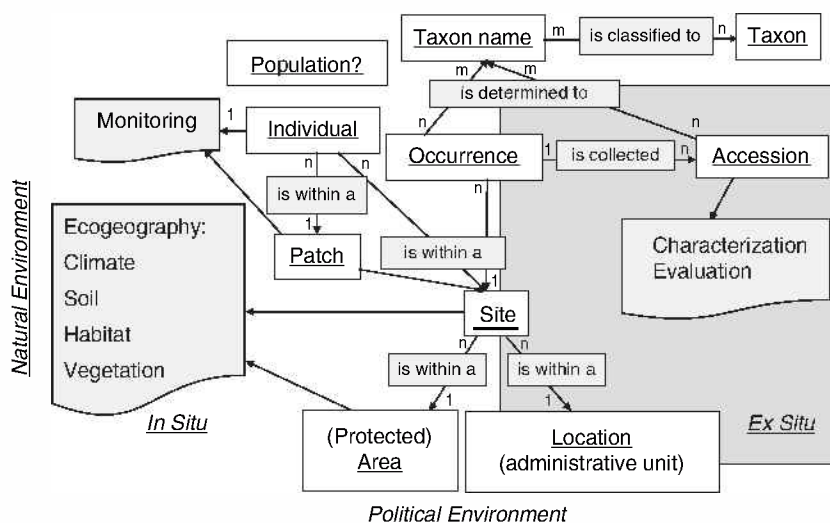 Taxon name
m
is classified to
n
Taxon
Population?
m
m
is determined to
Monitoring
1
Individual
n
n
n
n
Occurrence
1
is collected
n
Accession
n
is within a
1
Patch
is within a
1
Ecogeography:
Climate
Soil
Habitat
Vegetation
Characterization
Evaluation
Site
n
n
is within a
is within a
1
1
In Situ
(Protected)
Area
Location
(administrative unit)
Ex Situ
Natural Environment
Political Environment